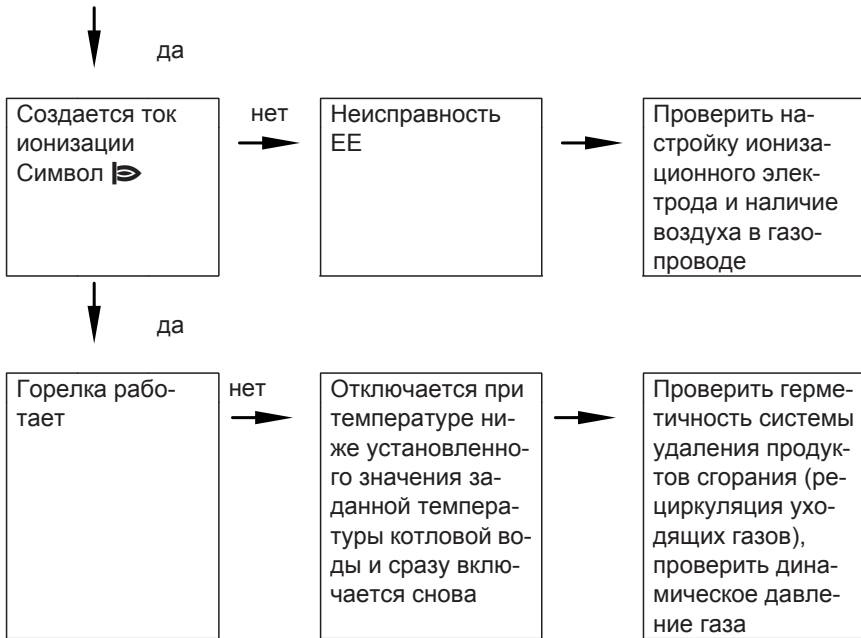 да
Создается ток
ионизации
Символ
нет
Неисправность
EE
Проверить на-
стройку иониза-
ционного элек-
трода и наличие
воздуха в газо-
проводе
да
Горелка рабо-
тает
нет
Отключается при
температуре ни-
же установленно-
го значения за-
данной темпера-
туры котловой во-
ды и сразу вклю-
чается снова
Проверить герме-
тичность системы
удаления продук-
тов сгорания (ре-
циркуляция ухо-
дящих газов),
проверить дина-
мическое давле-
ние газа